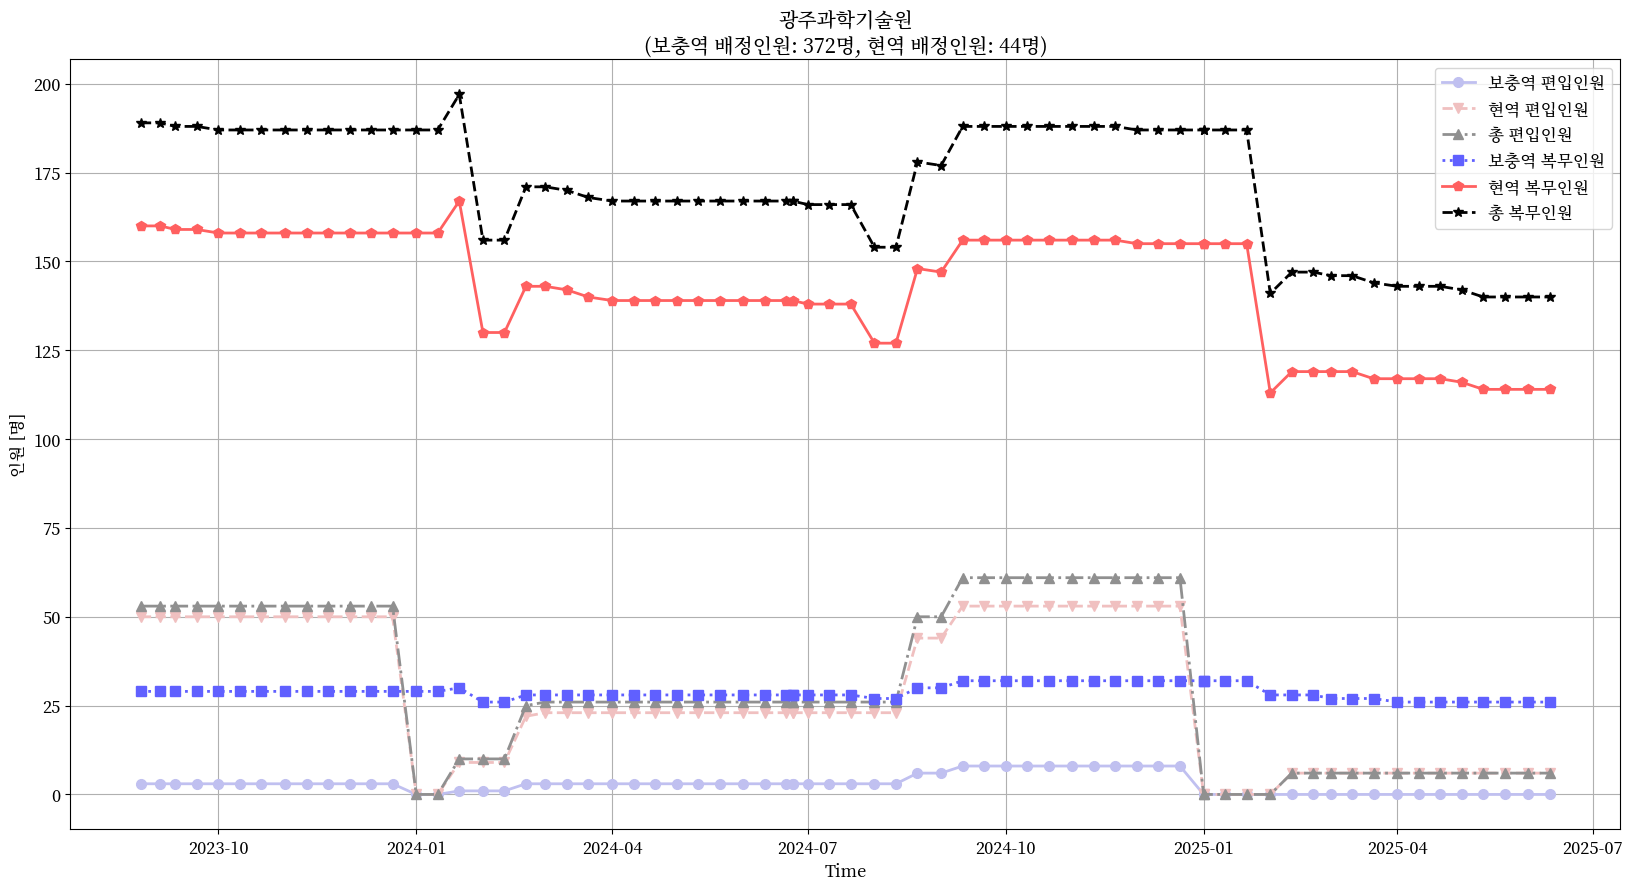 광주과학기술원
(보충역 배정인원: 372명, 현역 배정인원: 44명)
보충역 편입인원
현역 편입인원
총 편입인원
보충역 복무인원
현역 복무인원
총 복무인원
인원 [명]
200
175
150
125
100
75
50
25
0
2023-10
2024-01
2024-04
2024-07
2024-10
2025-01
2025-04
2025-07
Time